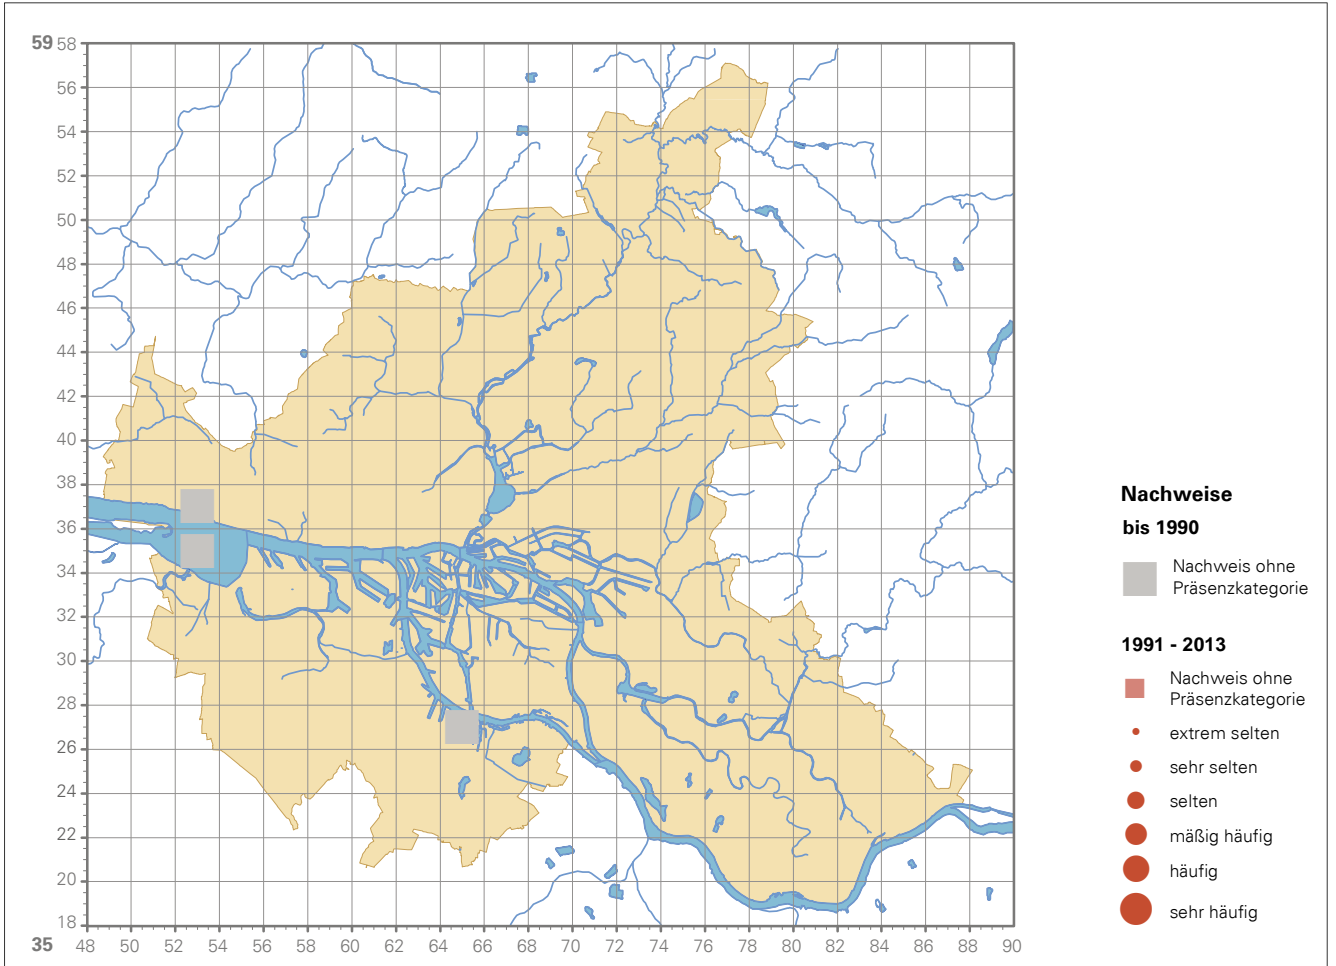 59 58
56
54
52
50
48
46
44
42
40
38
36
34
32
30
28
26
24
22
20
18
35
48 50 52 54 56 58 60 62 64 66 68 70 72 74 76 78 80 82 84 86 88 90
Nachweise
bis 1990
Nachweis ohne
Präsenzkategorie
1991 - 2013
Nachweis ohne
Präsenzkategorie
extrem selten
sehr selten
selten
mäßig häufig
häufig
sehr häufig